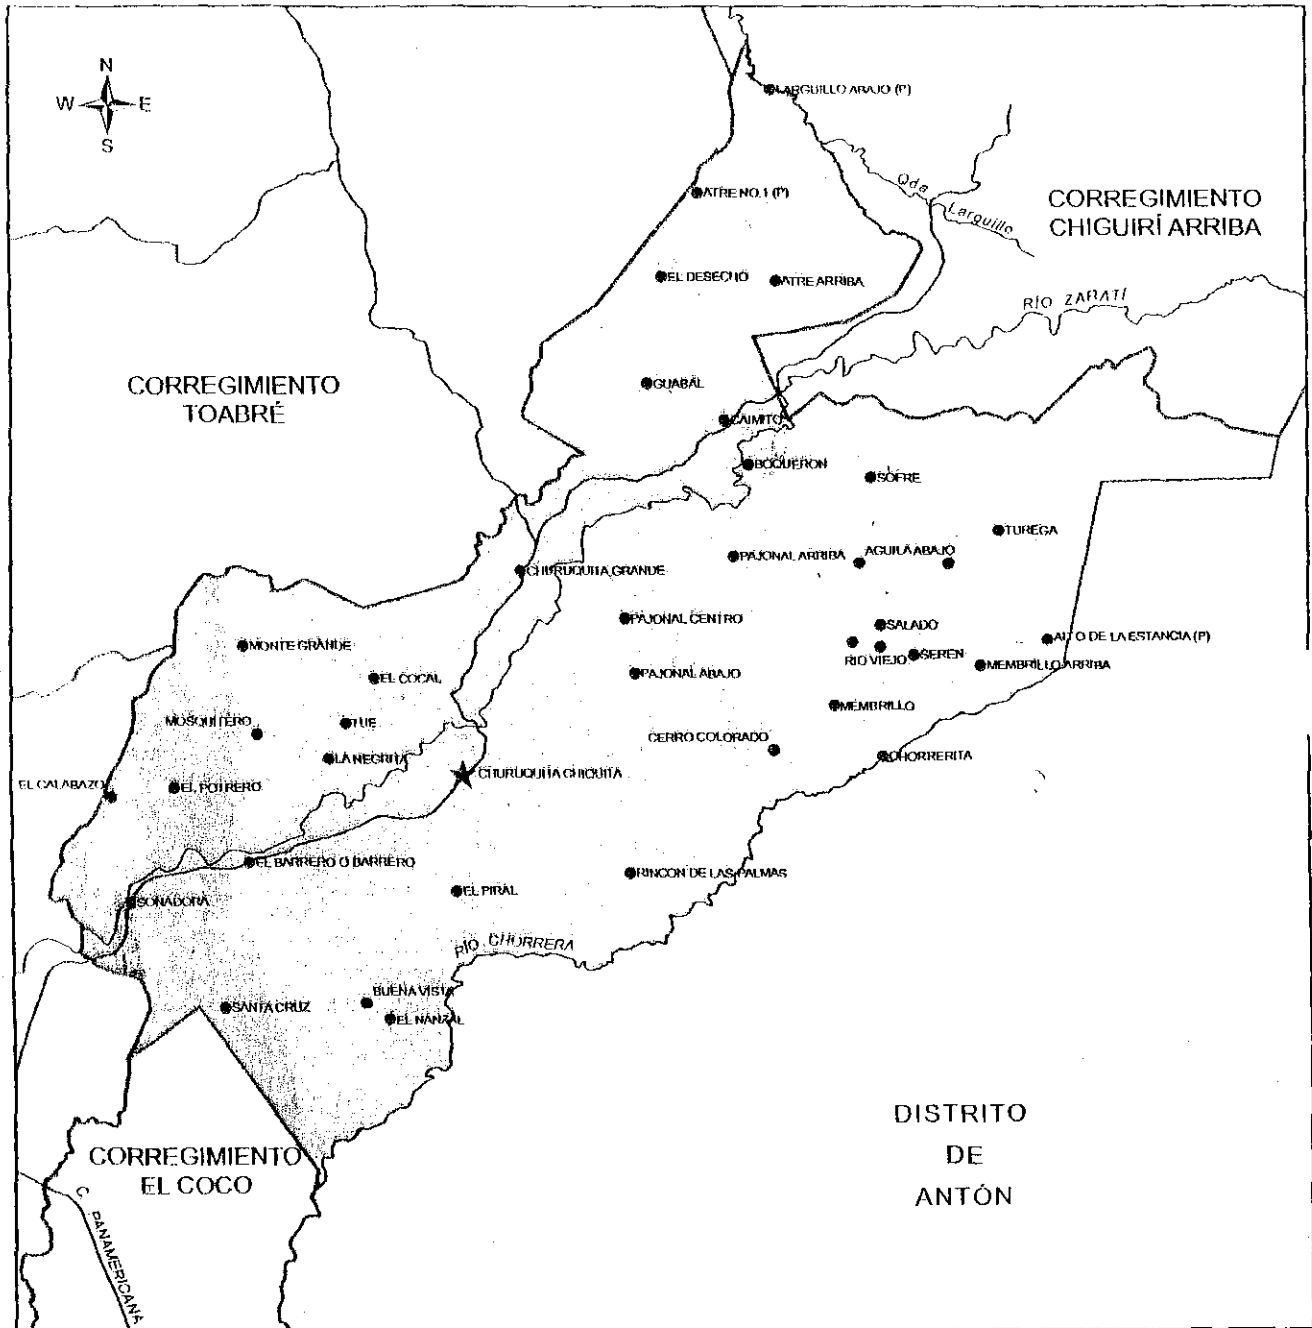 N
W E
S
LARGUILLO ABAJO (P)
ATRE NO.1 (P)
Qda Larguillo
CORREGIMIENTO
CHIGUIRÍ ARRIBA
EL DESECHO
ATRE ARRIBA
RÍO ZARATÍ
CORREGIMIENTO
TOABRÉ
GUABAL
CAIMITO
BOQUERON
SOFRE
TUREGA
PAJONAL ARRIBA
AGUILA ABAJO
CHURUQUITA GRANDE
PAJONAL CENTRO
SALADO
ALTO DE LA ESTANCIA (P)
MONTE GRANDE
RIO VIEJO
SEREN
MEMBRILLO ARRIBA
EL COCAL
PAJONAL ABAJO
MEMBRILLO
MOSQUITERO
TUE
CERRO COLORADO
CHORRERITA
LA NEGRITA
CHURUQUITA CHIQUITA
EL CALABAZO
EL POTRERO
EL BARRERO O BARRERO
RINCON DE LAS PALMAS
EL PIRAL
SONADORA
RÍO CHORRERA
BUENA VISTA
SANTA CRUZ
EL NANZAL
DISTRITO
DE
ANTÓN
CORREGIMIENTO
EL COCO
C. PANAMERICANA